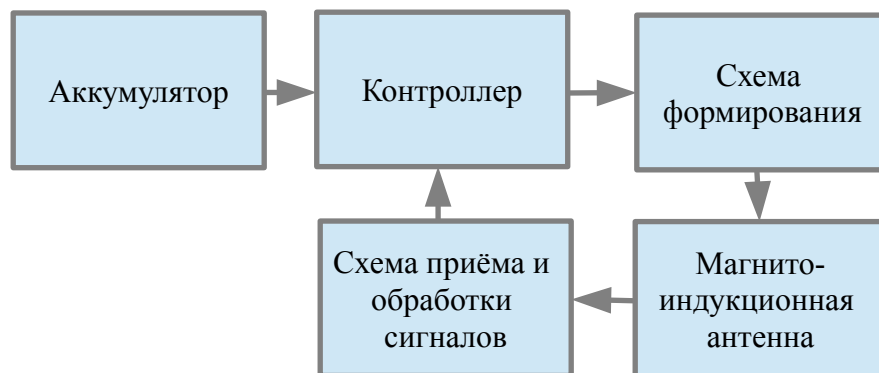 Аккумулятор
Контроллер
Схема
формирования
Схема приёма и
обработки
сигналов
Магнито-
индукционная
антенна